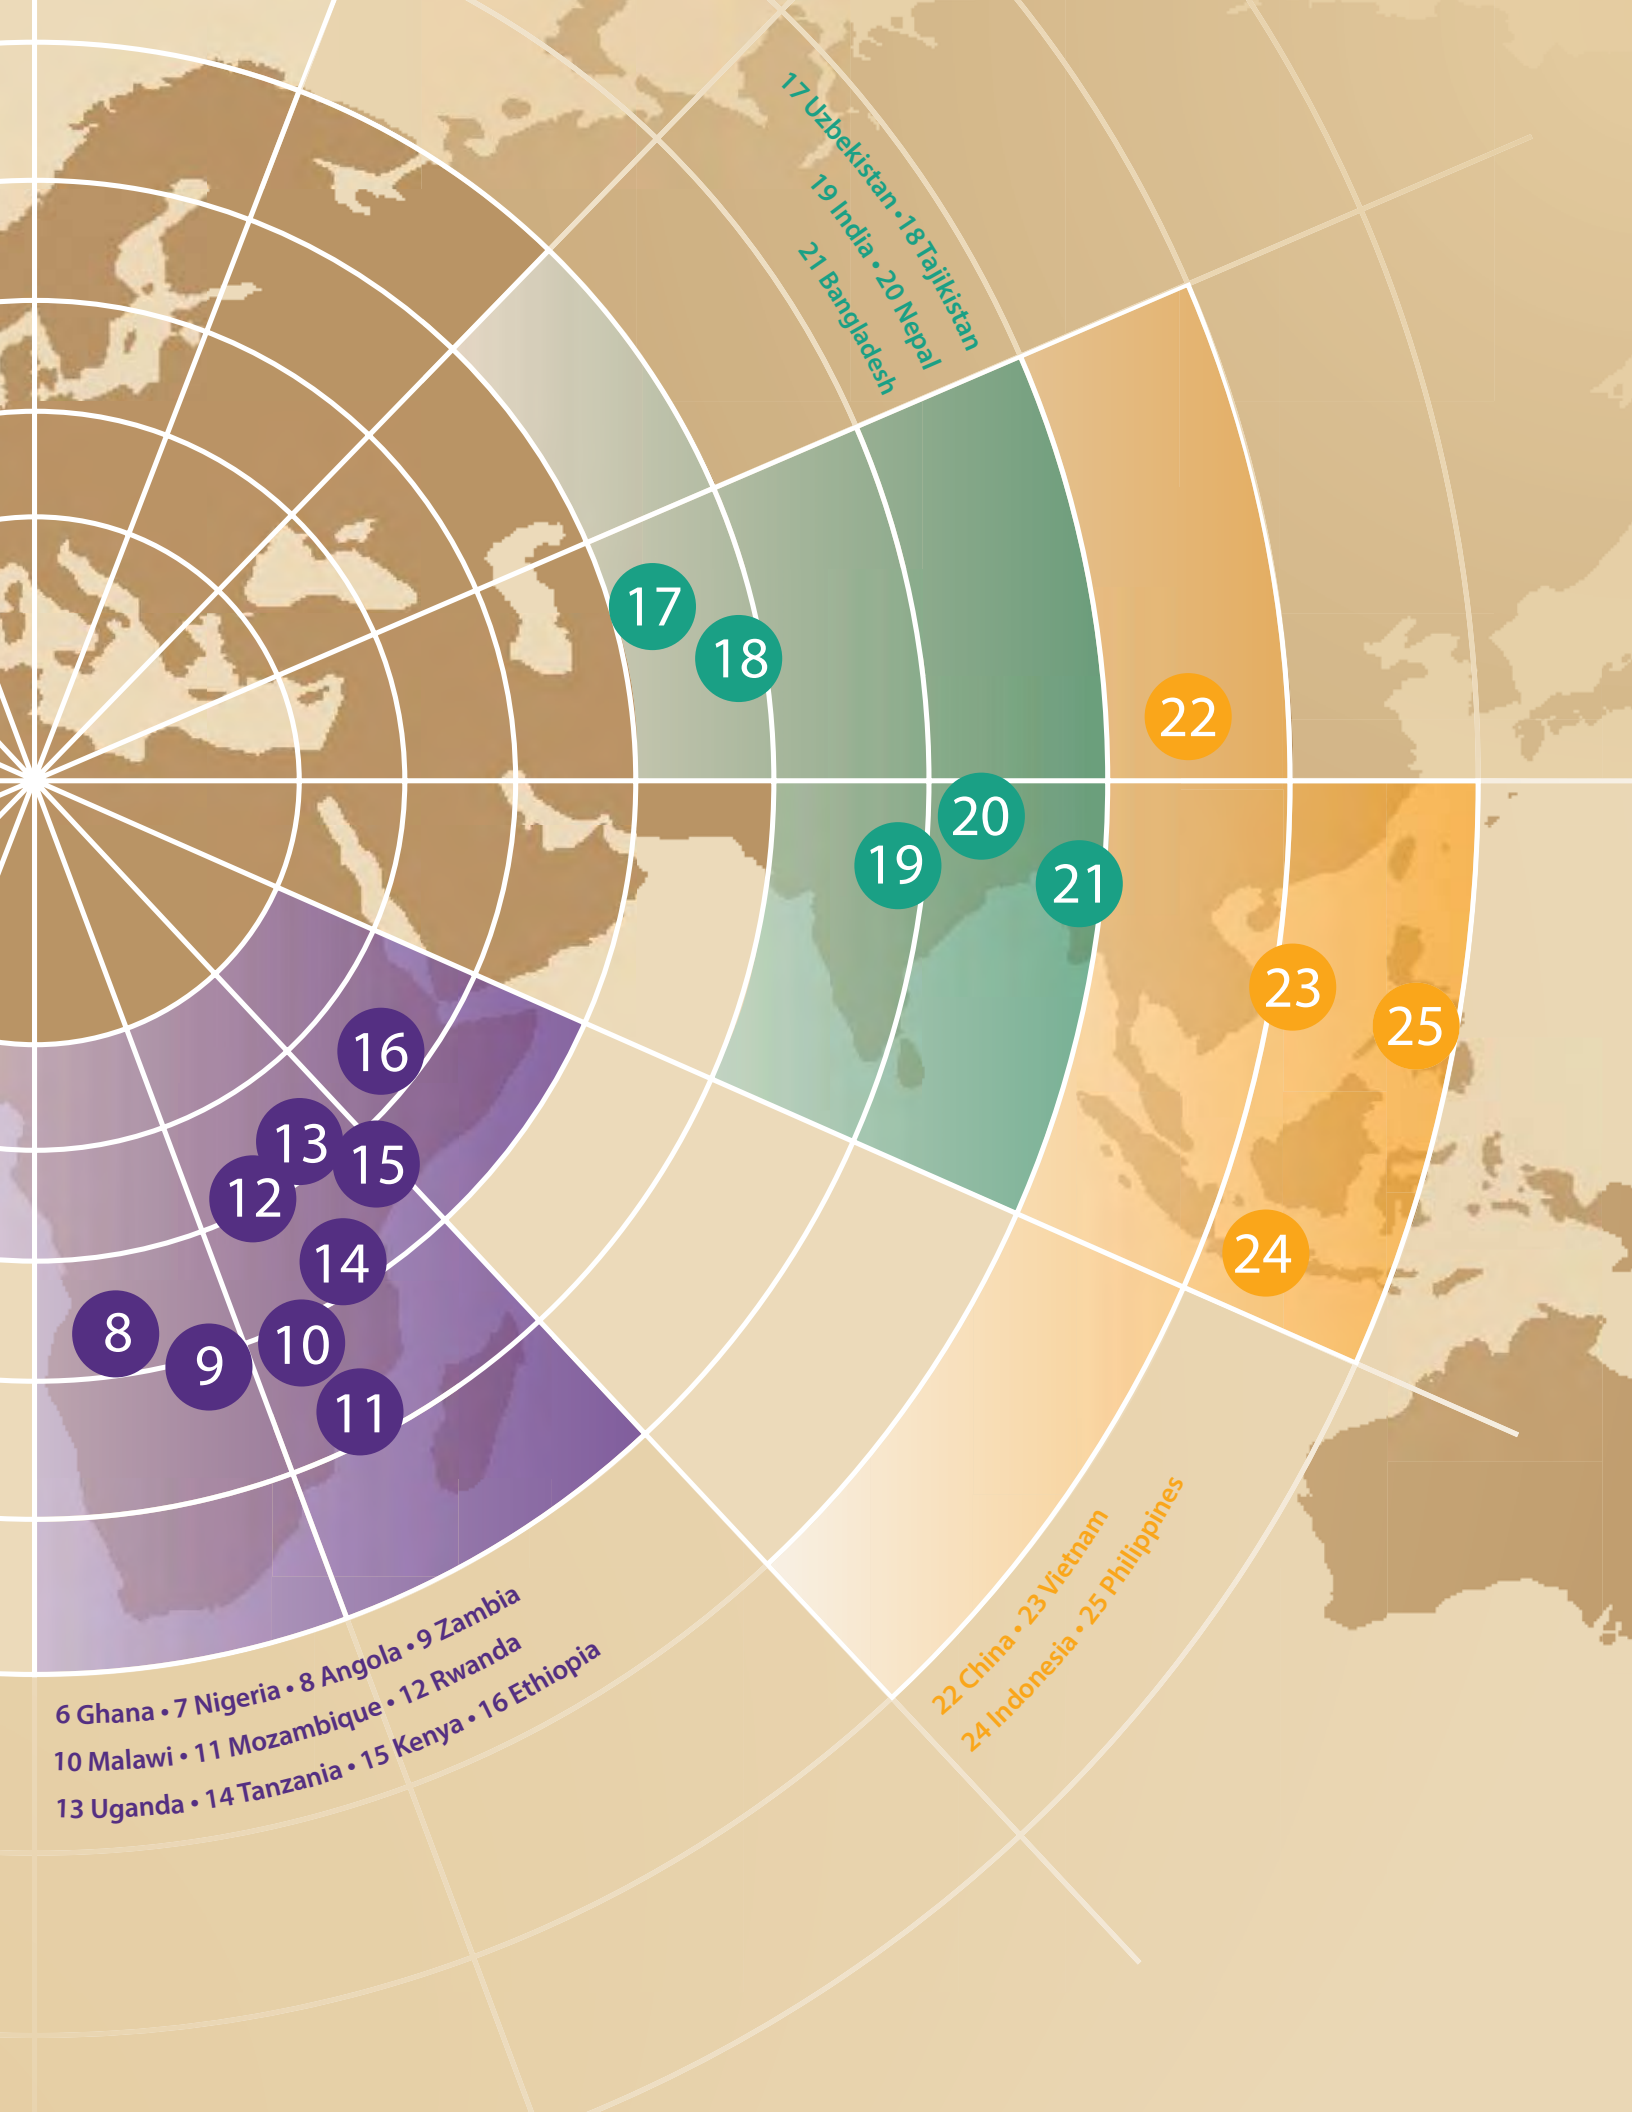 17 Uzbekistan • 18 Tajikistan
19 India • 20 Nepal
21 Bangladesh
17
18
22
20
19
21
23
25
16
13
15
12
14
24
8
10
9
11
22 China • 23 Vietnam
24 Indonesia • 25 Philippines
6 Ghana • 7 Nigeria • 8 Angola • 9 Zambia
10 Malawi • 11 Mozambique • 12 Rwanda
13 Uganda • 14 Tanzania • 15 Kenya • 16 Ethiopia